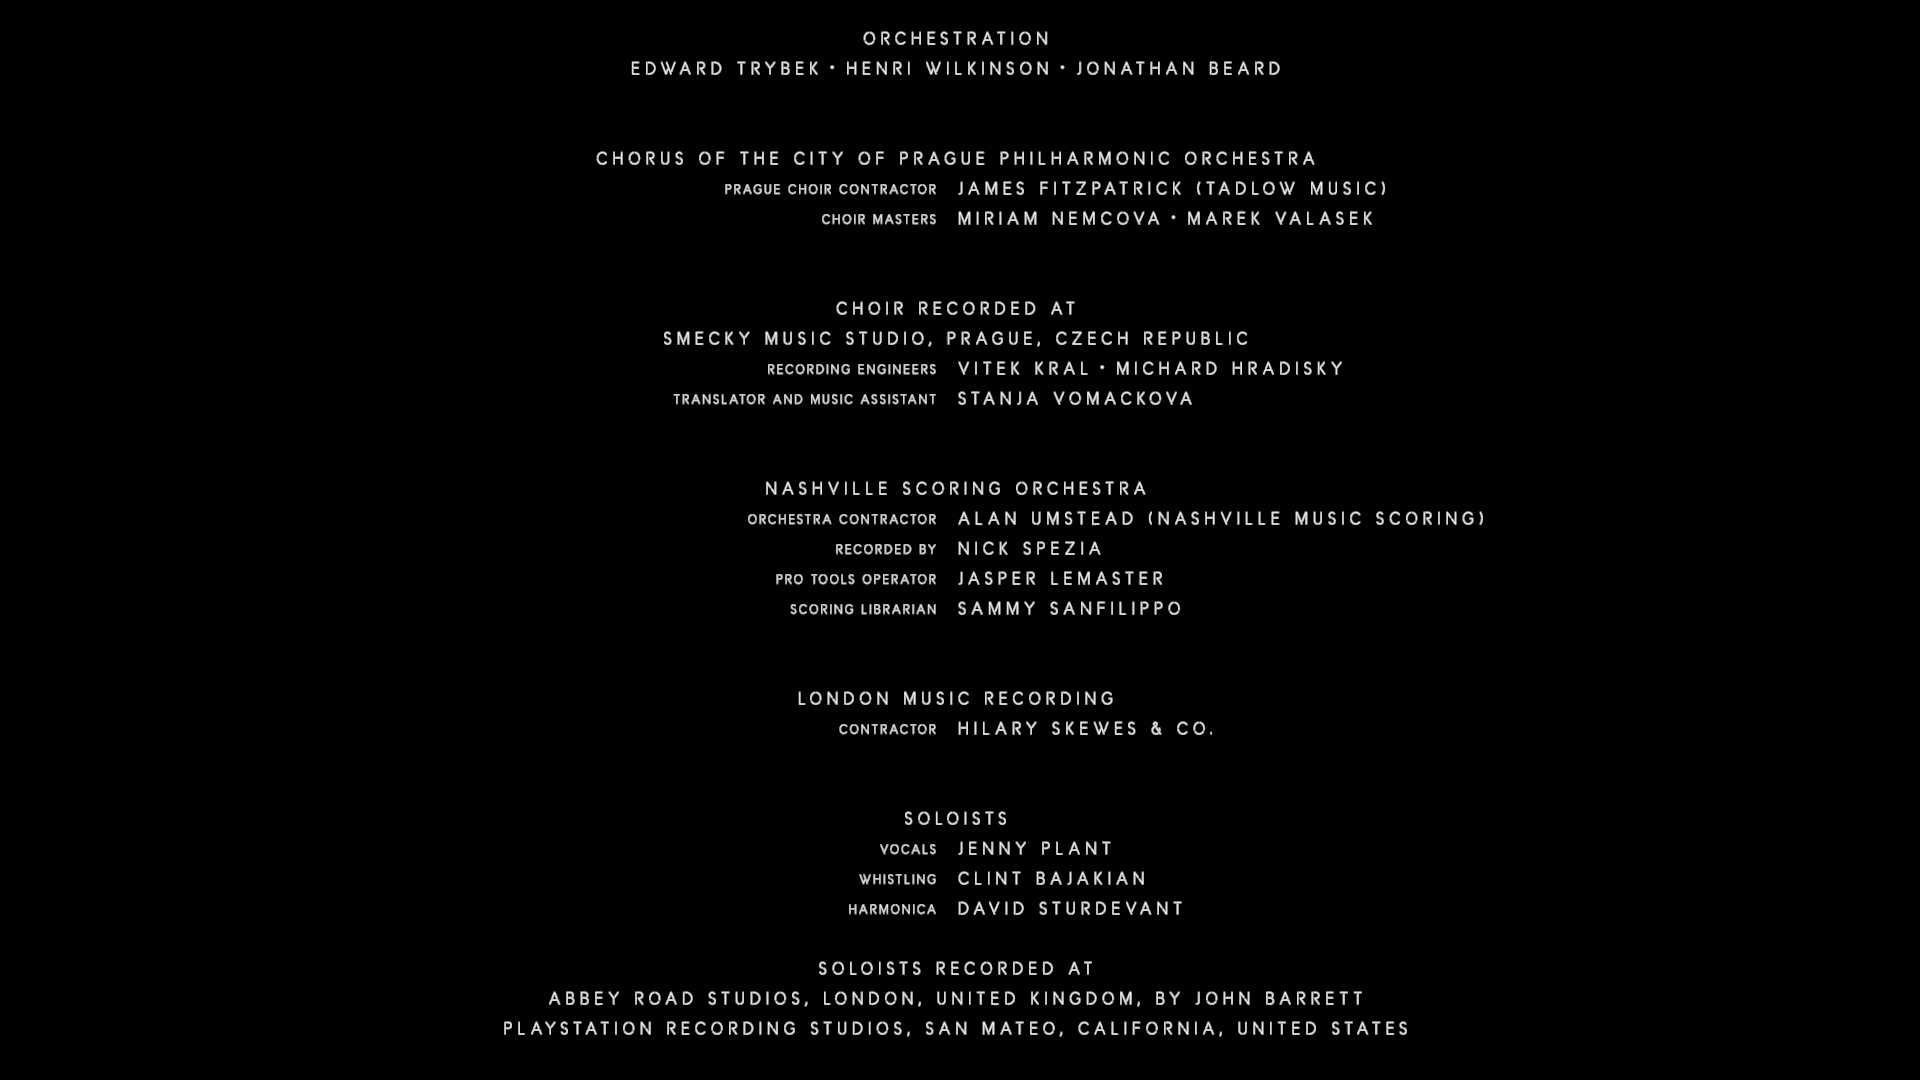 ORCHESTRATION
EDWARD TRYBEK • HENRI WILKINSON • JONATHAN BEARD
CHORUS OF THE CITY OF PRAGUE PHILHARMONIC ORCHESTRA
PRAGUE CHOIR CONTRACTOR JAMES FITZPATRICK (TADLOW MUSIC)
CHOIR MASTERS MIRIAM NEMCOVA • MAREK VALASEK
CHOIR RECORDED AT
SMECKY MUSIC STUDIO, PRAGUE, CZECH REPUBLIC
RECORDING ENGINEERS VITEK KRAL • MICHARD HRADISKY
TRANSLATOR AND MUSIC ASSISTANT STANJA VOMACKOVA
NASHVILLE SCORING ORCHESTRA
ORCHESTRA CONTRACTOR ALAN UMSTEAD (NASHVILLE MUSIC SCORING)
RECORDED BY NICK SPEZIA
PRO TOOLS OPERATOR JASPER LEMASTER
SCORING LIBRARIAN SAMMY SANFILIPPO
LONDON MUSIC RECORDING
CONTRACTOR HILARY SKEWES & CO.
SOLOISTS
VOCALS JENNY PLANT
WHISTLING CLINT BAJAKIAN
HARMONICA DAVID STURDEVANT
SOLOISTS RECORDED AT
ABBEY ROAD STUDIOS, LONDON, UNITED KINGDOM, BY JOHN BARRETT
PLAYSTATION RECORDING STUDIOS, SAN MATEO, CALIFORNIA, UNITED STATES